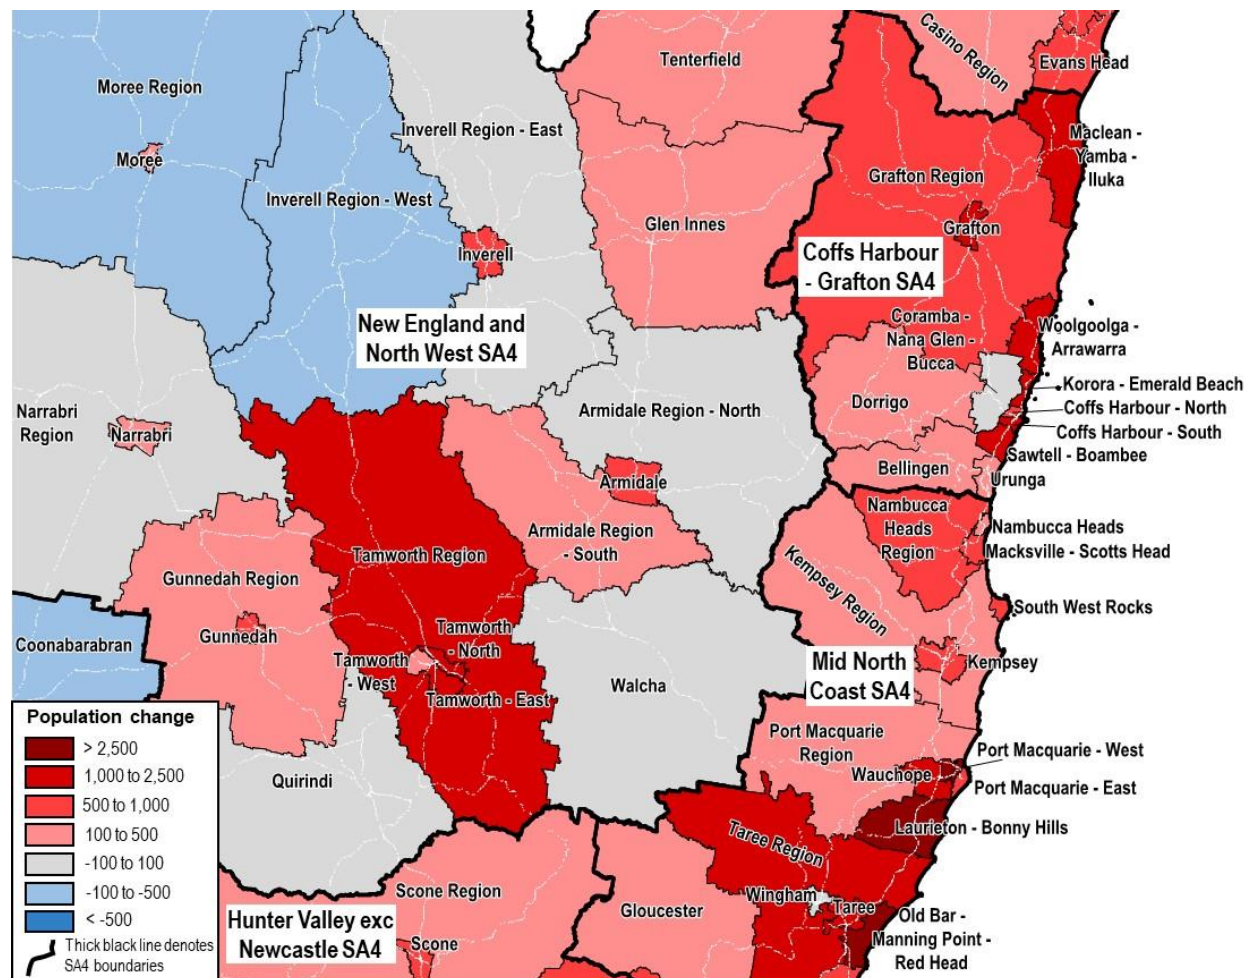 Casino Region
Evans Head
Tenterfield
Moree Region
Inverell Region - East
Maclean -
Yamba -
Iluka
Moree
Grafton Region
Inverell Region - West
Glen Innes
Grafton
Inverell
Coffs Harbour
- Grafton SA4
New England and
North West SA4
Coramba -
Nana Glen -
Bucca
Woolgoolga -
Arrawarra
Korora - Emerald Beach
Coffs Harbour - North
Coffs Harbour - South
Dorrigo
Armidale Region - North
Narrabri
Region
Narrabri
Sawtell - Boambee
Bellingen
Urunga
Armidale
Nambucca
Heads
Region
Nambucca Heads
Macksville - Scotts Head
Armidale Region
- South
Tamworth Region
Gunnedah Region
Kempsey Region
South West Rocks
Gunnedah
Coonabarabran
Tamworth
- North
Tamworth
- West
Kempsey
Mid North
Coast SA4
Walcha
Tamworth - East
Port Macquarie
Region
Port Macquarie - West
Wauchope
Port Macquarie - East
Quirindi
Laurieton - Bonny Hills
Taree Region
Scone Region
Wingham
Taree
Gloucester
Old Bar -
Manning Point -
Red Head
Hunter Valley exc
Newcastle SA4
Scone
Population change
> 2,500
1,000 to 2,500
500 to 1,000
100 to 500
-100 to 100
-100 to -500
< -500
Thick black line denotes
SA4 boundaries